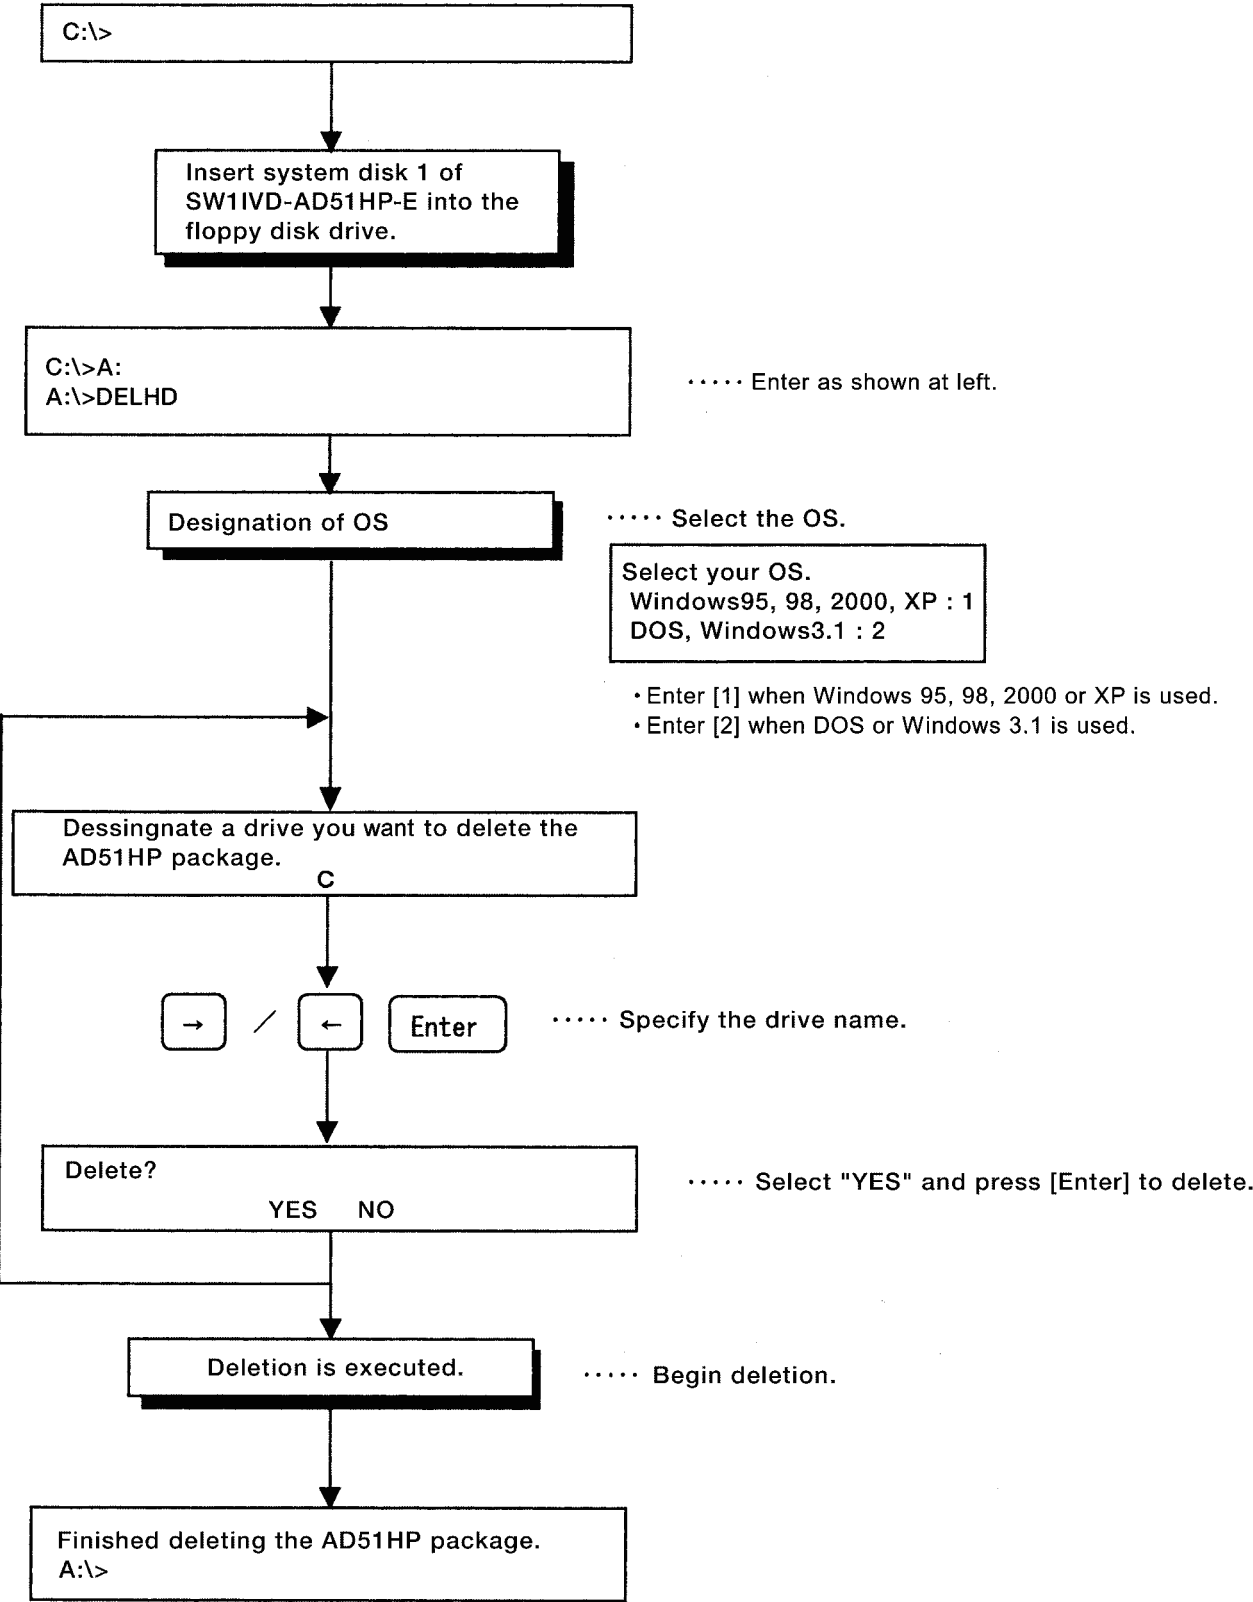 C:\>
Insert system disk 1 of
SW1IVD-AD51HP-E into the
floppy disk drive.
C:\>A:
A:\>DELHD
····· Enter as shown at left.
Designation of OS
····· Select the OS.
Select your OS.
Windows95, 98, 2000, XP : 1
DOS, Windows3.1 : 2
• Enter [1] when Windows 95, 98, 2000 or XP is used.
• Enter [2] when DOS or Windows 3.1 is used.
Dessingnate a drive you want to delete the
AD51HP package.
C
→ / ← Enter
····· Specify the drive name.
Delete?
YES NO
····· Select "YES" and press [Enter] to delete.
Deletion is executed.
····· Begin deletion.
Finished deleting the AD51HP package.
A:\>